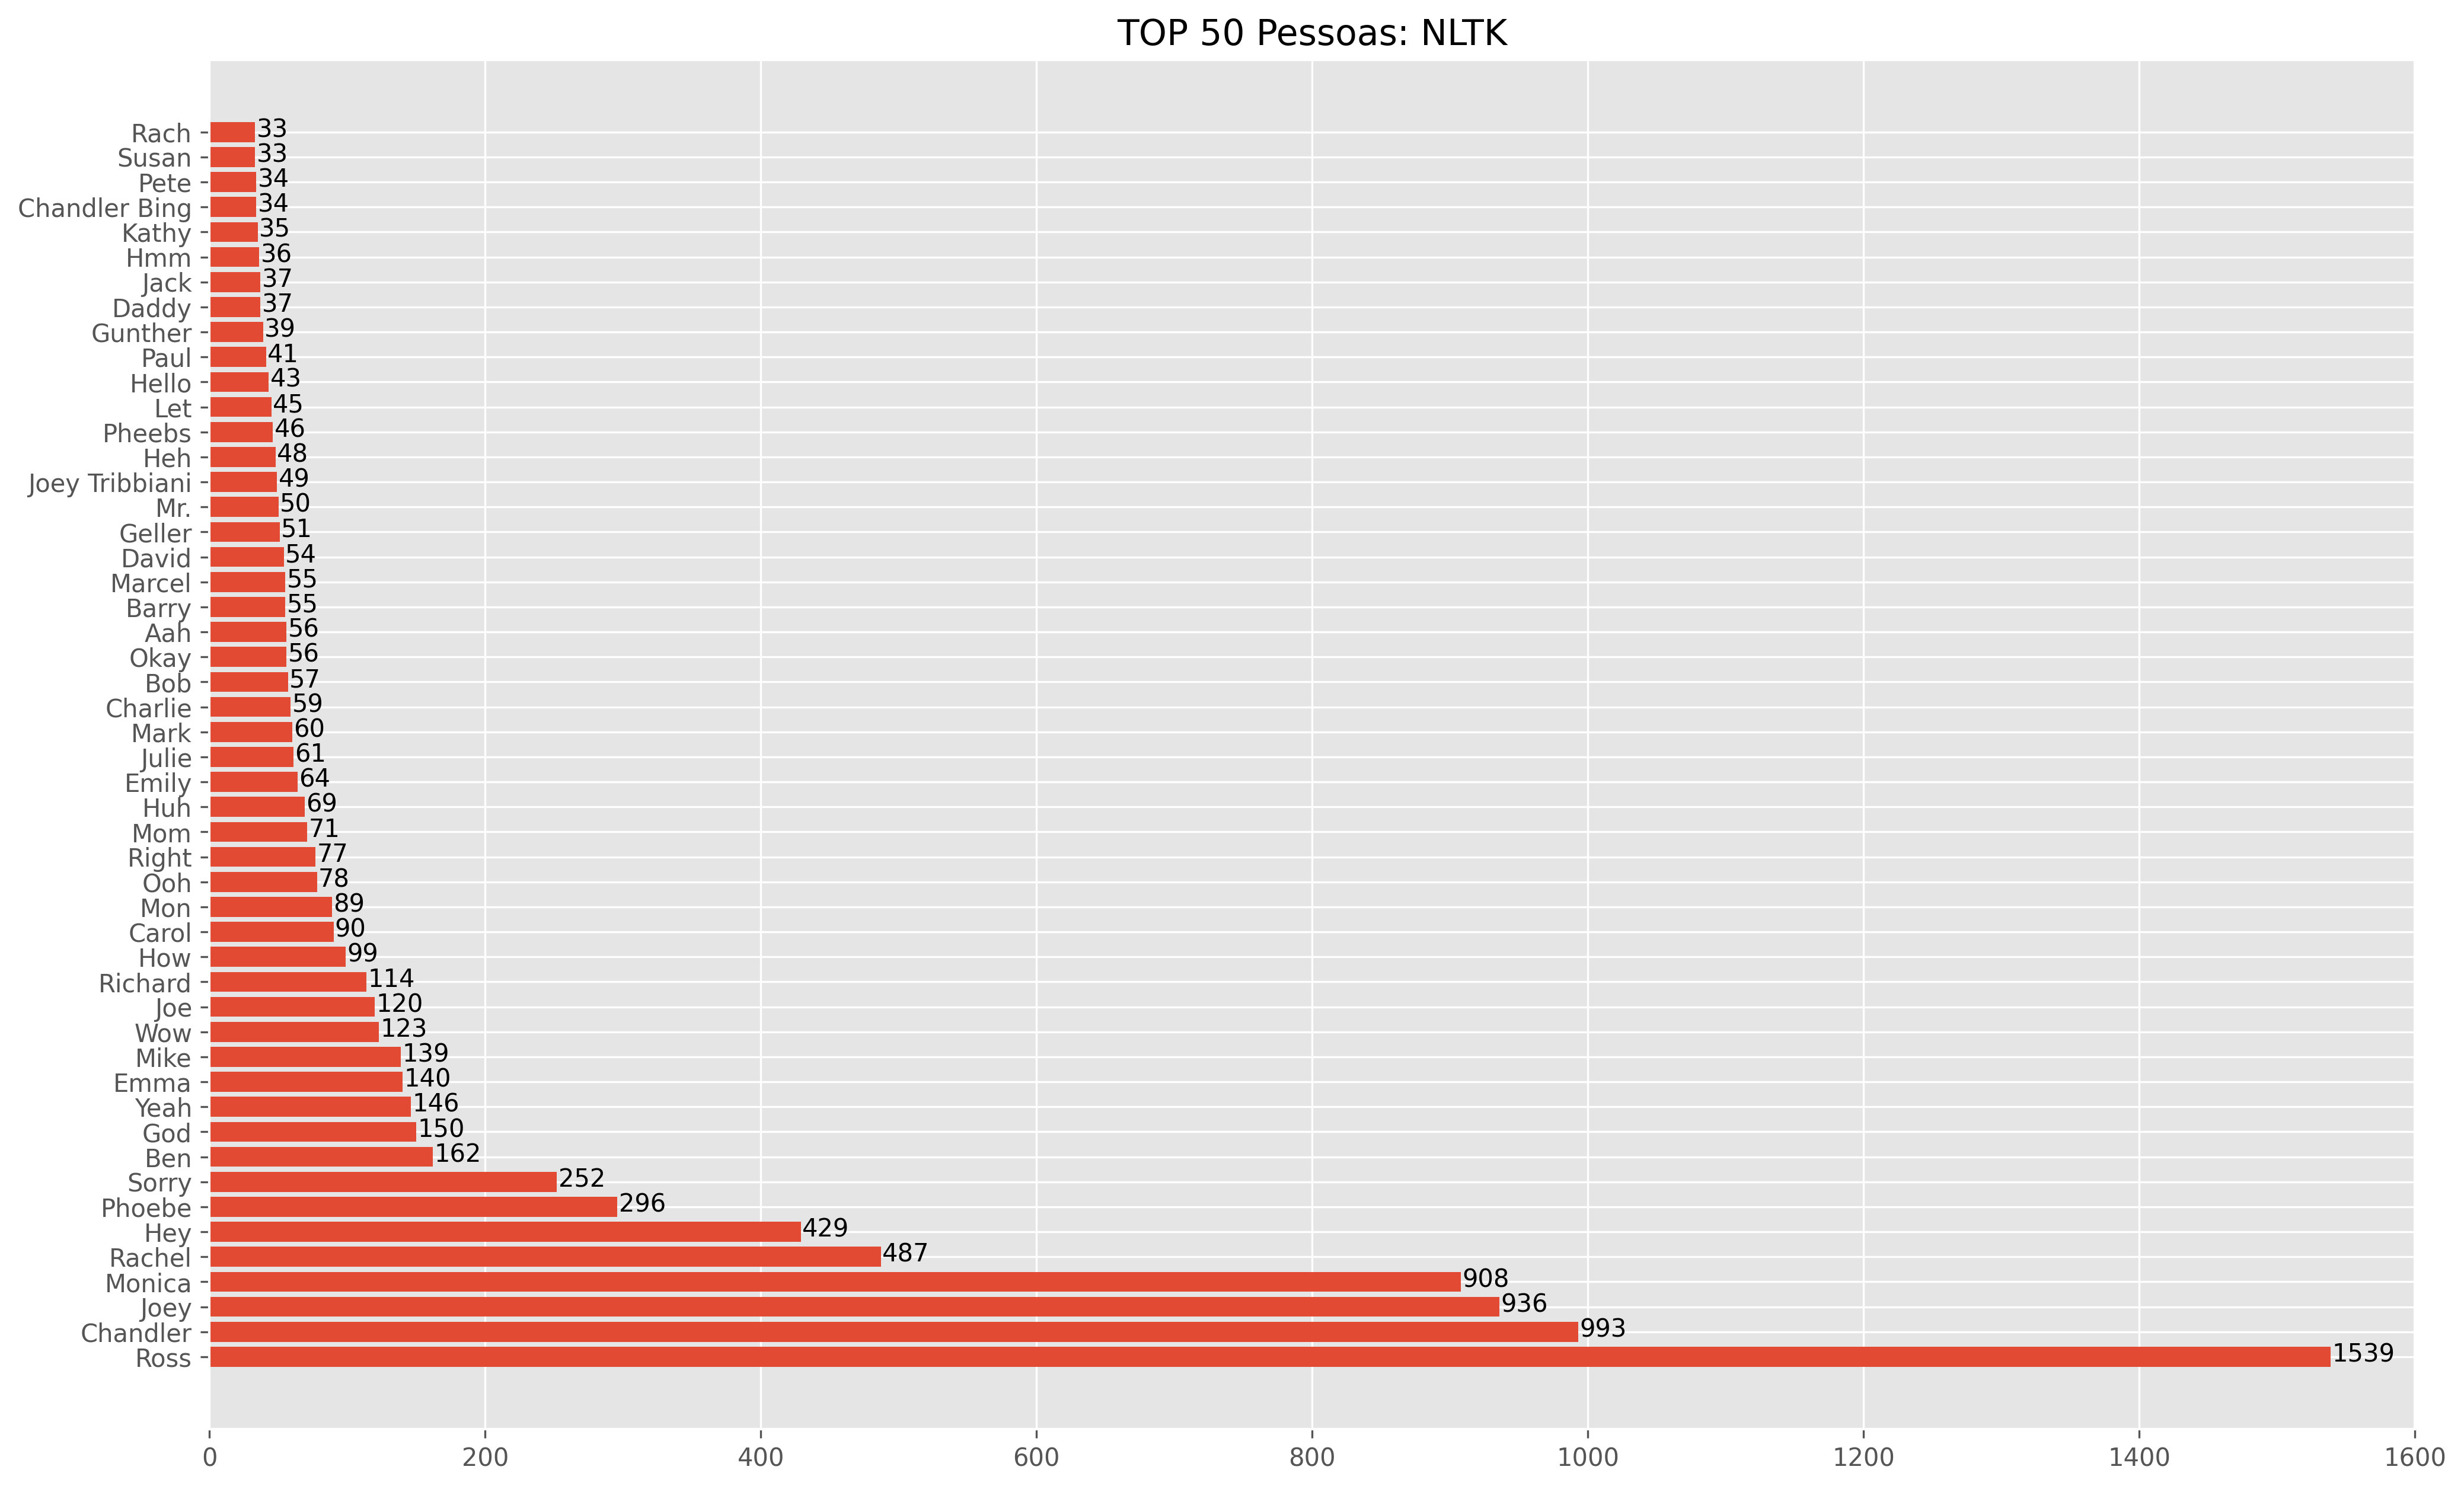 TOP 50 Pessoas: NLTK
Rach 33
Susan 33
Pete 34
Chandler Bing 34
Kathy 35
Hmm 36
Jack 37
Daddy 37
Gunther 39
Paul 41
Hello 43
Let 45
Pheebs 46
Heh 48
Joey Tribbiani 49
Mr. 50
Geller 51
David 54
Marcel 55
Barry 55
Aah 56
Okay 56
Bob 57
Charlie 59
Mark 60
Julie 61
Emily 64
Huh 69
Mom 71
Right 77
Ooh 78
Mon 89
Carol 90
How 99
Richard 114
Joe 120
Wow 123
Mike 139
Emma 140
Yeah 146
God 150
Ben 162
Sorry 252
Phoebe 296
Hey 429
Rachel 487
Monica 908
Joey 936
Chandler 993
Ross 1539
0 200 400 600 800 1000 1200 1400 1600